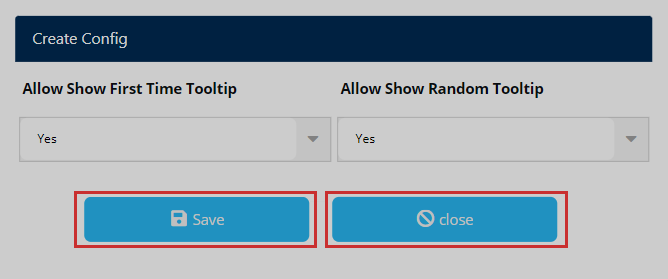 Create Config
Allow Show First Time Tooltip Allow Show Random Tooltip
Yes Yes
Save close